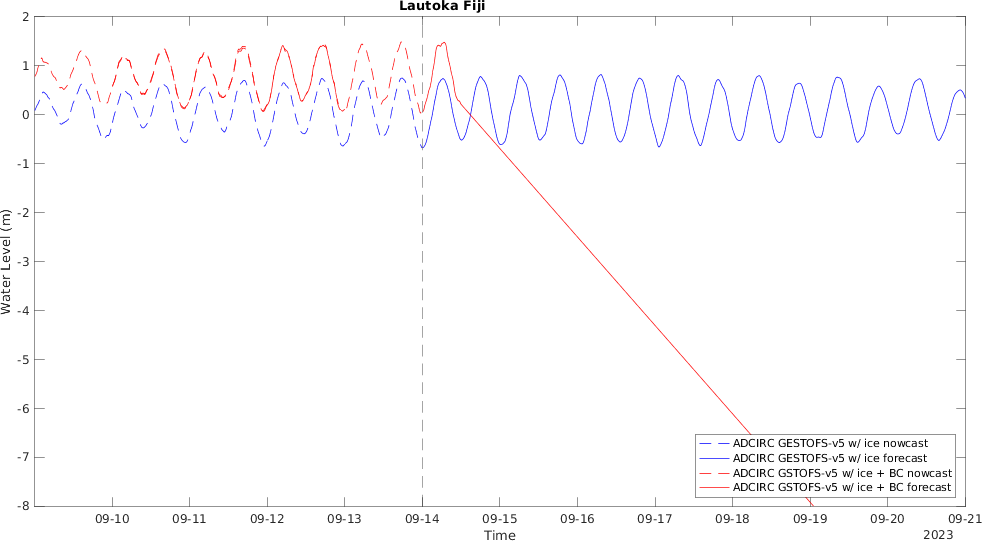 Lautoka Fiji
2
1
0
-1
-2
-3
-4
-5
-6
-7
-8
Water Level (m)
ADCIRC GESTOFS-v5 w/ ice nowcast
ADCIRC GESTOFS-v5 w/ ice forecast
ADCIRC GSTOFS-v5 w/ ice + BC nowcast
ADCIRC GSTOFS-v5 w/ ice + BC forecast
09-10 09-11 09-12 09-13 09-14 09-15 09-16 09-17 09-18 09-19 09-20 09-21
Time
2023